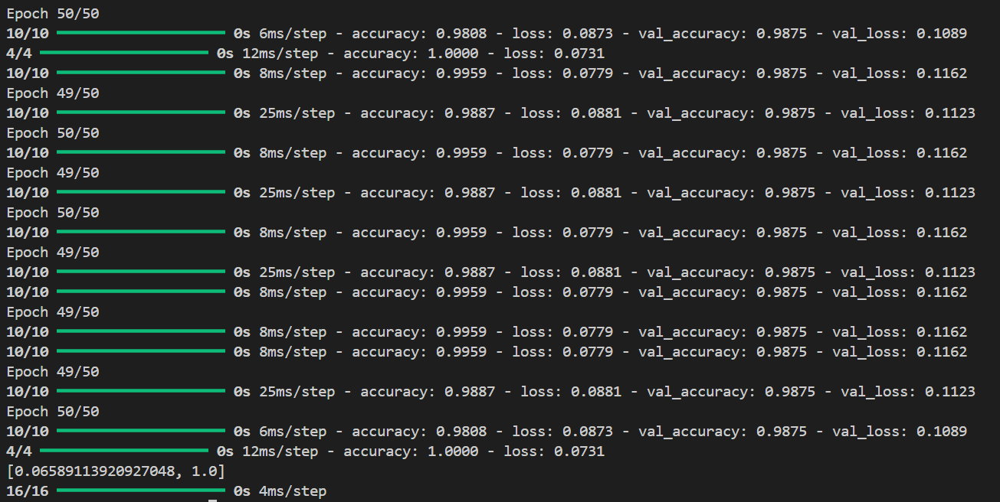 Epoch 50/50
10/10 0s 6ms/step - accuracy: 0.9808 - loss: 0.0873 - val_accuracy: 0.9875 - val_loss: 0.1089
4/4 0s 12ms/step - accuracy: 1.0000 - loss: 0.0731
10/10 0s 8ms/step - accuracy: 0.9959 - loss: 0.0779 - val_accuracy: 0.9875 - val_loss: 0.1162
Epoch 49/50
10/10 0s 25ms/step - accuracy: 0.9887 - loss: 0.0881 - val_accuracy: 0.9875 - val_loss: 0.1123
Epoch 50/50
10/10 0s 8ms/step - accuracy: 0.9959 - loss: 0.0779 - val_accuracy: 0.9875 - val_loss: 0.1162
Epoch 49/50
10/10 0s 25ms/step - accuracy: 0.9887 - loss: 0.0881 - val_accuracy: 0.9875 - val_loss: 0.1123
Epoch 50/50
10/10 0s 8ms/step - accuracy: 0.9959 - loss: 0.0779 - val_accuracy: 0.9875 - val_loss: 0.1162
Epoch 49/50
10/10 0s 25ms/step - accuracy: 0.9887 - loss: 0.0881 - val_accuracy: 0.9875 - val_loss: 0.1123
10/10 0s 8ms/step - accuracy: 0.9959 - loss: 0.0779 - val_accuracy: 0.9875 - val_loss: 0.1162
Epoch 49/50
10/10 0s 8ms/step - accuracy: 0.9959 - loss: 0.0779 - val_accuracy: 0.9875 - val_loss: 0.1162
10/10 0s 8ms/step - accuracy: 0.9959 - loss: 0.0779 - val_accuracy: 0.9875 - val_loss: 0.1162
Epoch 49/50
10/10 0s 25ms/step - accuracy: 0.9887 - loss: 0.0881 - val_accuracy: 0.9875 - val_loss: 0.1123
Epoch 50/50
10/10 0s 6ms/step - accuracy: 0.9808 - loss: 0.0873 - val_accuracy: 0.9875 - val_loss: 0.1089
4/4 0s 12ms/step - accuracy: 1.0000 - loss: 0.0731
[0.06589113920927048, 1.0]
16/16 0s 4ms/step